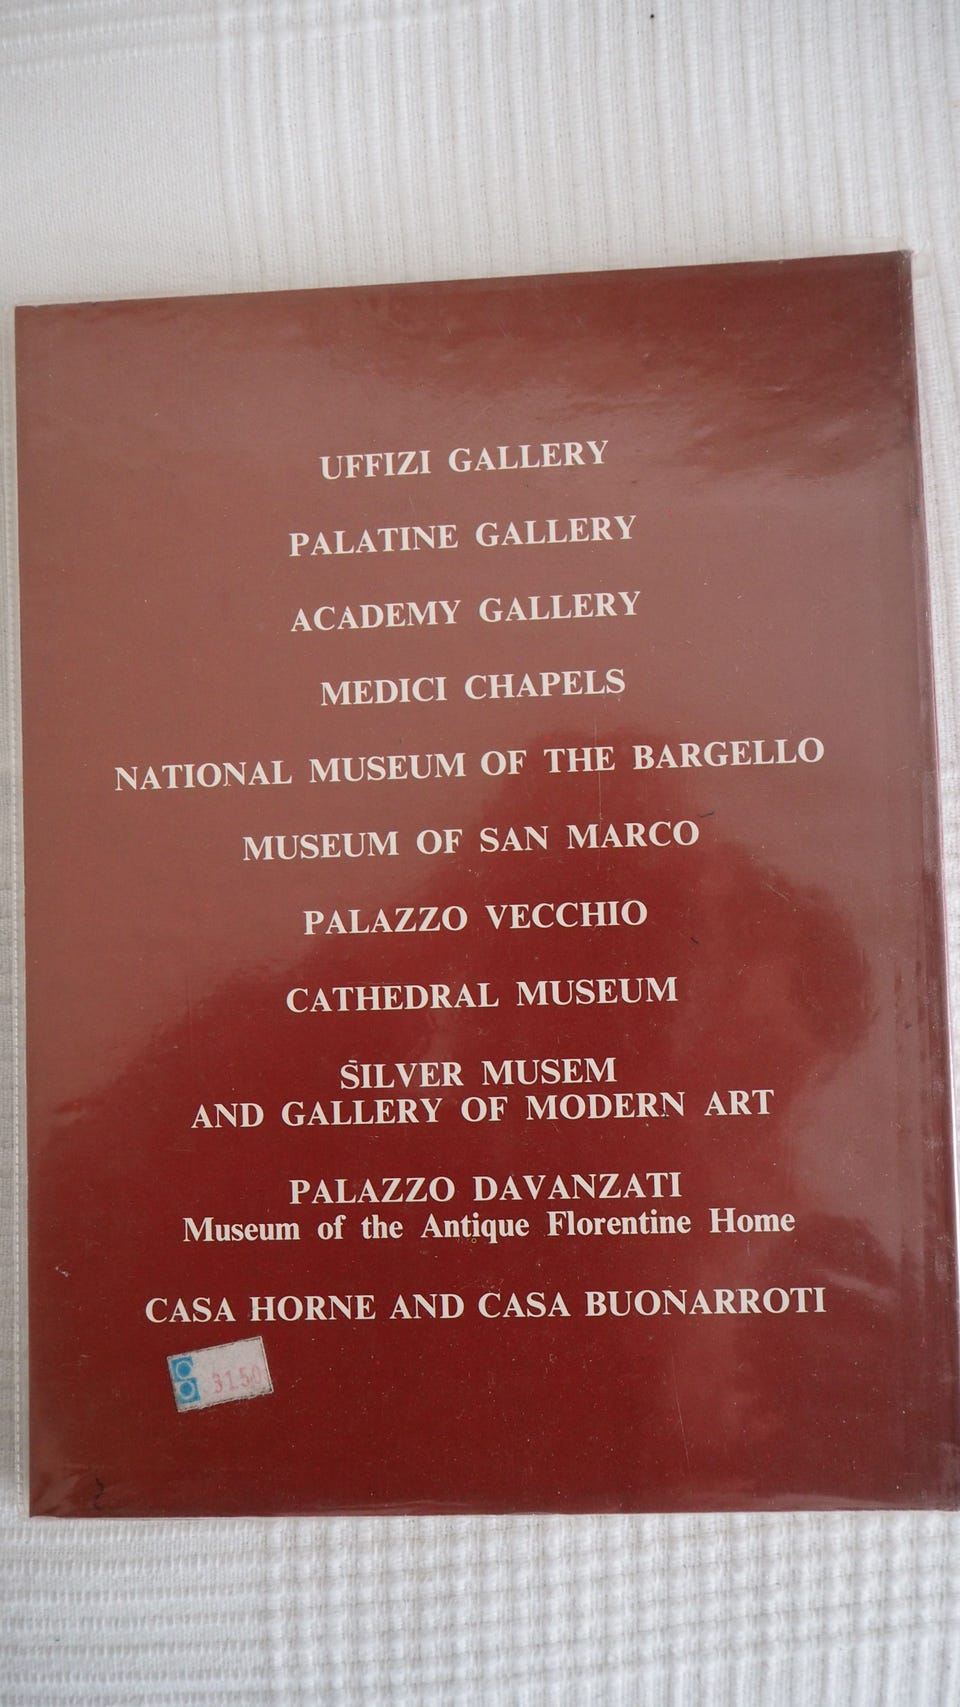 UFFIZI GALLERY
PALATINE GALLERY
ACADEMY GALLERY
MEDICI CHAPELS
NATIONAL MUSEUM OF THE BARGELLO
MUSEUM OF SAN MARCO
PALAZZO VECCHIO
CATHEDRAL MUSEUM
SILVER MUSEM
AND GALLERY OF MODERN ART
PALAZZO DAVANZATI
Museum of the Antique Florentine Home
CASA HORNE AND CASA BUONARROTI
3150